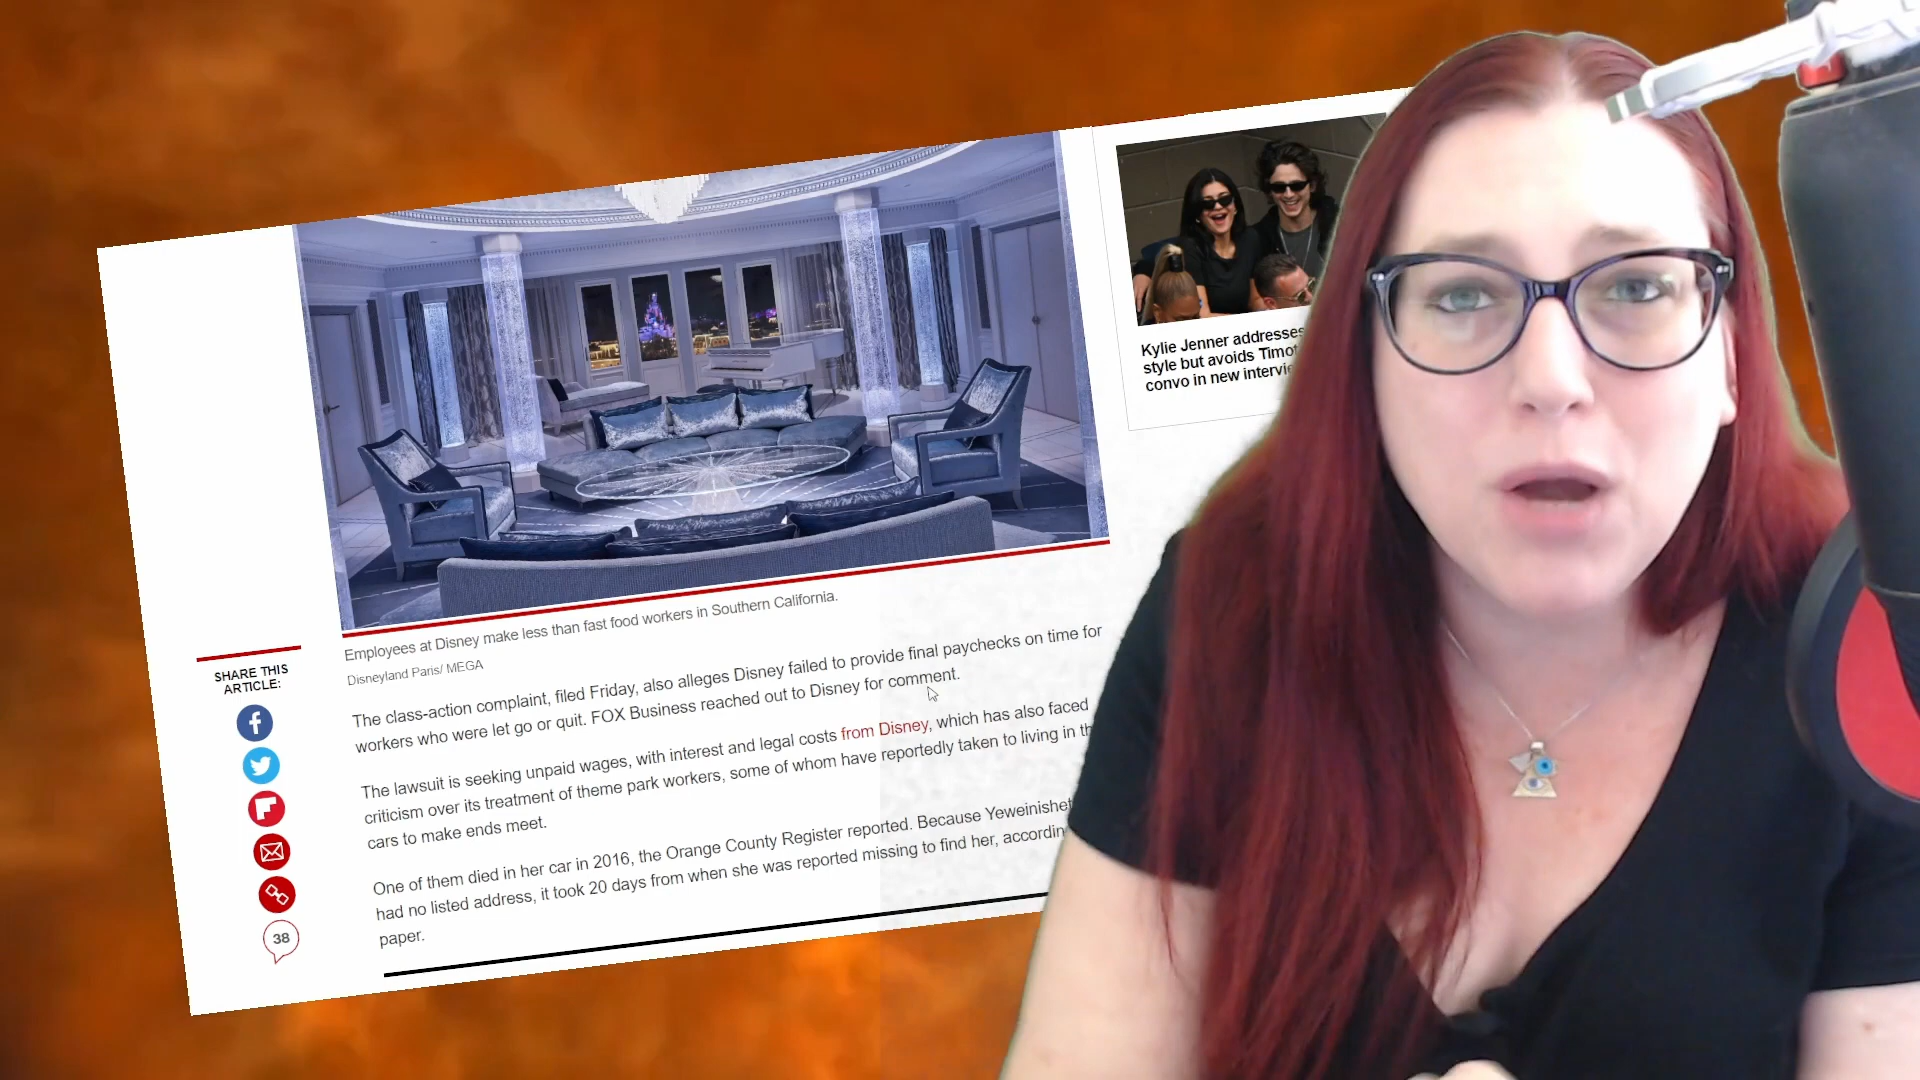 Kylie Jenner addresses
style but avoids
convo in new
Employees at Disney make less than fast food workers in Southern California.
Disneyland Paris/ MEGA
SHARE THIS
ARTICLE:
38
The class-action complaint, filed Friday, also alleges Disney failed to provide final paychecks on time for
workers who were let go or quit. FOX Business reached out to Disney for comment.
The lawsuit is seeking unpaid wages, with interest and legal costs from Disney, which has also faced
criticism over its treatment of theme park workers, some of whom have reportedly taken to living in
cars to make ends meet.
One of them died in her car in 2016, the Orange County Register reported. Because Yeweinishet
had no listed address, it took 20 days from when she was reported missing to find her,
paper.